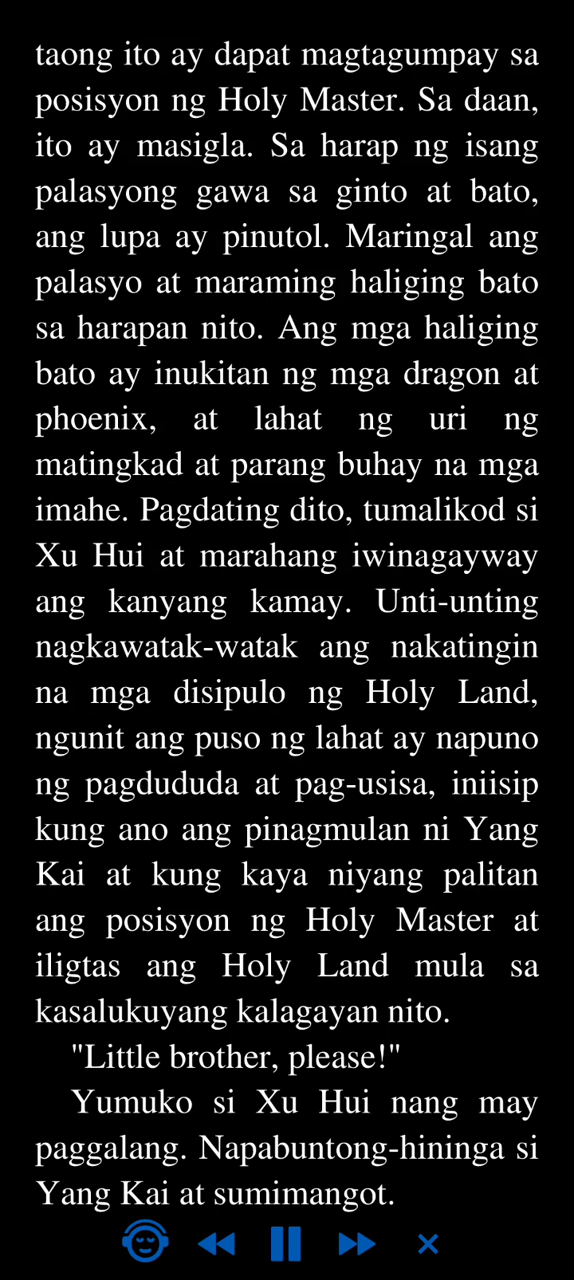 taong ito ay dapat magtagumpay sa
posisyon ng Holy Master. Sa daan,
ito ay masigla. Sa harap ng isang
palasyong gawa sa ginto at bato,
ang lupa ay pinutol. Maringal ang
palasyo at maraming haliging bato
sa harapan nito. Ang mga haliging
bato ay inukitan ng mga dragon at
phoenix, at lahat ng uri ng
matingkad at parang buhay na mga
imahe. Pagdating dito, tumalikod si
Xu Hui at marahang iwinagayway
ang kanyang kamay. Unti-unting
nagkawatak-watak ang nakatingin
na mga disipulo ng Holy Land,
ngunit ang puso ng lahat ay napuno
ng pagdududa at pag-usisa, iniisip
kung ano ang pinagmulan ni Yang
Kai at kung kaya niyang palitan
ang posisyon ng Holy Master at
iligtas ang Holy Land mula sa
kasalukuyang kalagayan nito.
"Little brother, please!"
Yumuko si Xu Hui nang may
paggalang. Napabuntong-hininga si
Yang Kai at sumimangot.